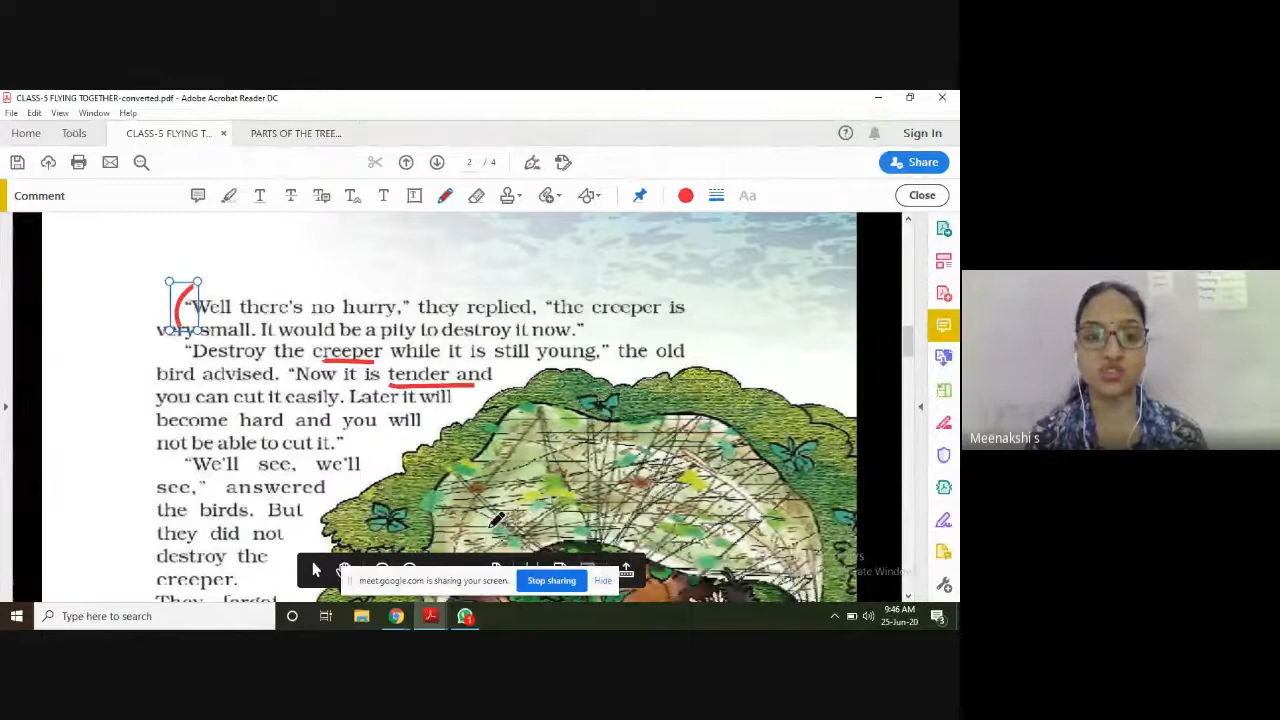 CLASS-5 FLYING TOGETHER-converted.pdf - Adobe Acrobat Reader DC
File Edit View Window Help
Home Tools CLASS-5 FLYING T... × PARTS OF THE TREE... Sign In
2 / 4 Share
Comment Aa Close
“Well there's no hurry,” they replied, “the creeper is
very small. It would be a pity to destroy it now.”
“Destroy the creeper while it is still young,” the old
bird advised. “Now it is tender and
you can cut it easily. Later it will
become hard and you will
not be able to cut it.”
“We'll see, we'll
see,” answered
the birds. But
they did not
destroy the
creeper.
They forgot
Meenakshi s
meet.google.com is sharing your screen. Stop sharing Hide
Type here to search
9:46 AM
25-Jun-20